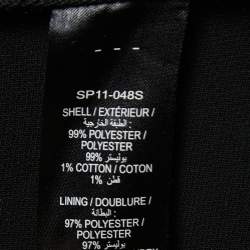 - - -
SP11-048S
SHELL / EXTÉRIEUR /
الطبقة الخارجية :
99% POLYESTER /
POLYESTER
99% بوليستر
1% COTTON / COTON
1% قطن
LINING / DOUBLURE /
البطانة :
97% POLYESTER /
POLYESTER
97% بوليستر